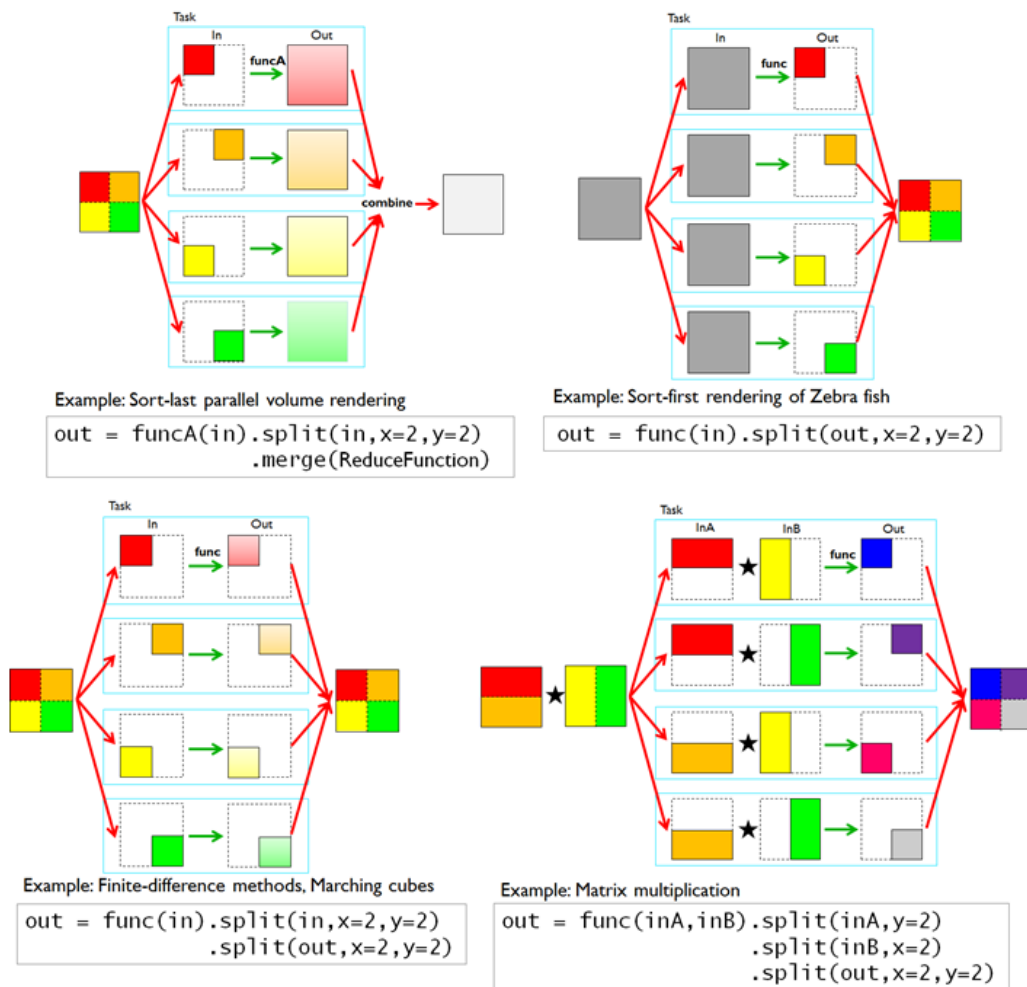 Task
In Out
funcA
combine
Example: Sort-last parallel volume rendering
out = funcA(in).split(in,x=2,y=2)
.merge(ReduceFunction)
Task
In Out
func
Example: Sort-first rendering of Zebra fish
out = func(in).split(out,x=2,y=2)
Task
In Out
func
Example: Finite-difference methods, Marching cubes
out = func(in).split(in,x=2,y=2)
.split(out,x=2,y=2)
Task
InA InB Out
func
Example: Matrix multiplication
out = func(inA,inB).split(inA,y=2)
.split(inB,x=2)
.split(out,x=2,y=2)